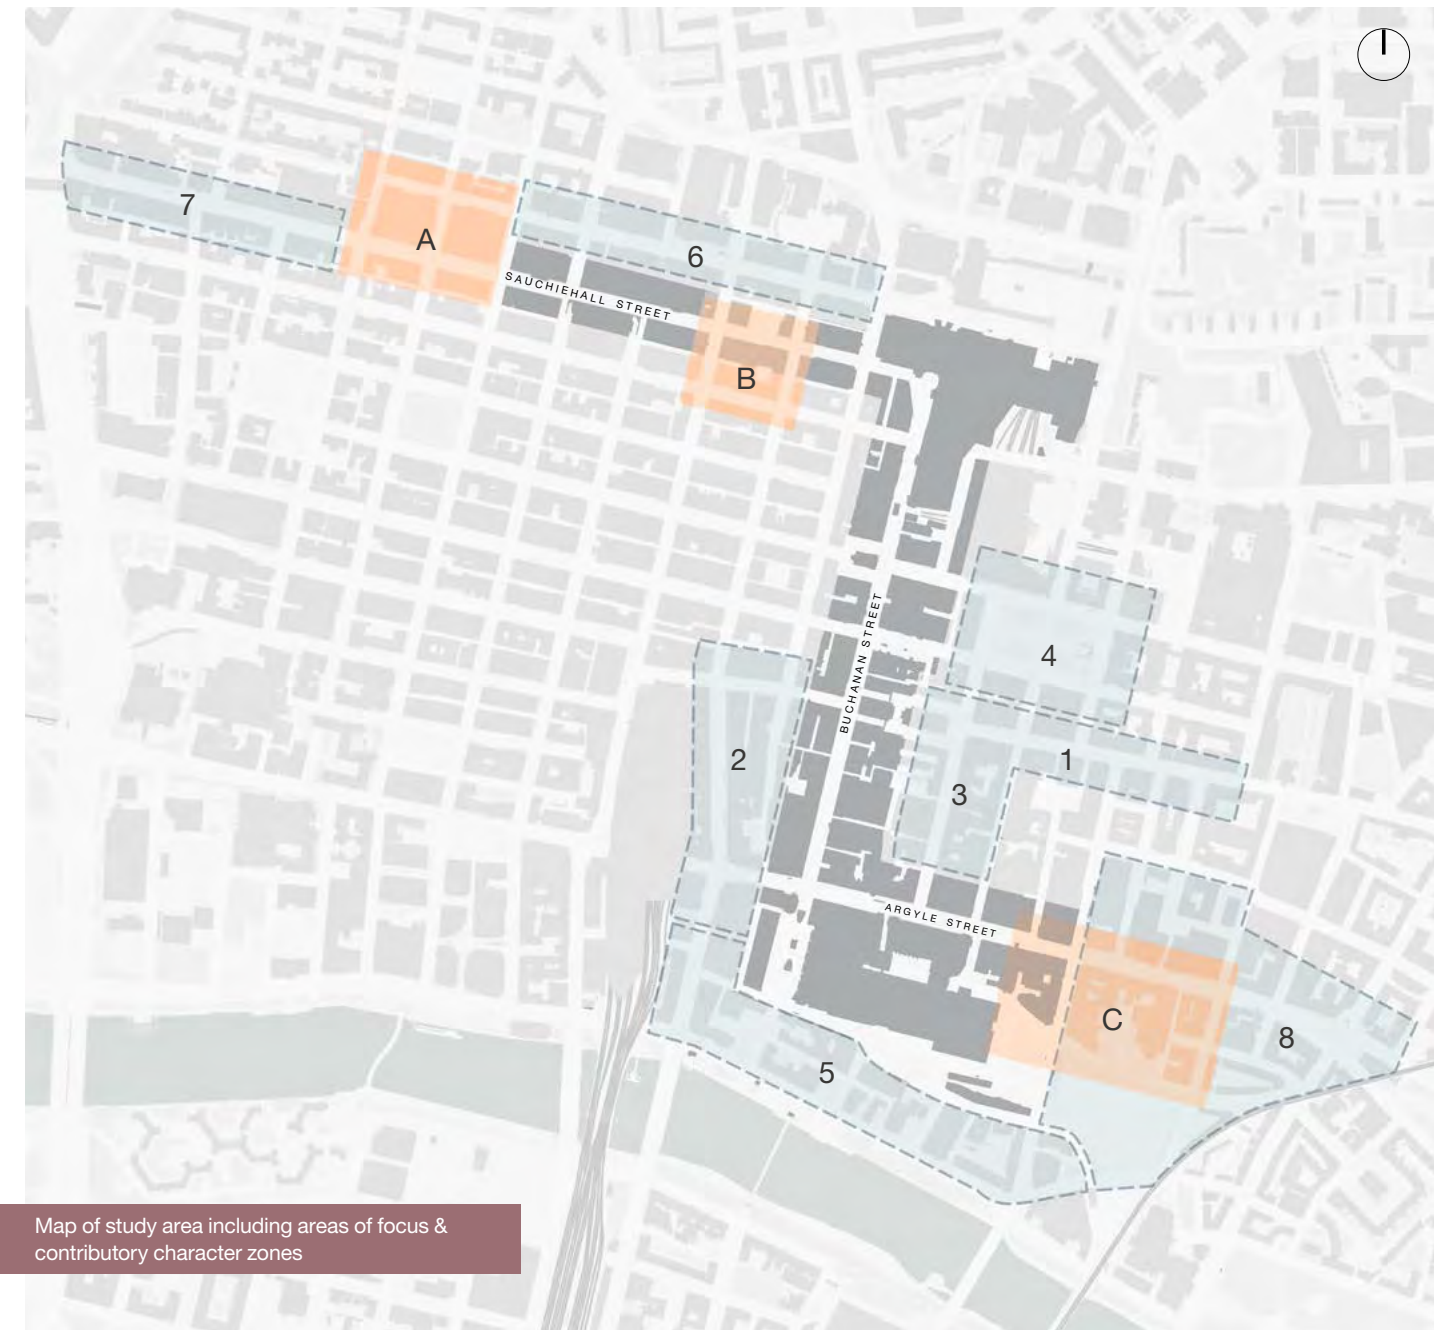 7
A
6
SAUCHIEHALL STREET
B
BUCHANAN STREET
4
2
1
3
ARGYLE STREET
C
8
5
Map of study area including areas of focus &
contributory character zones